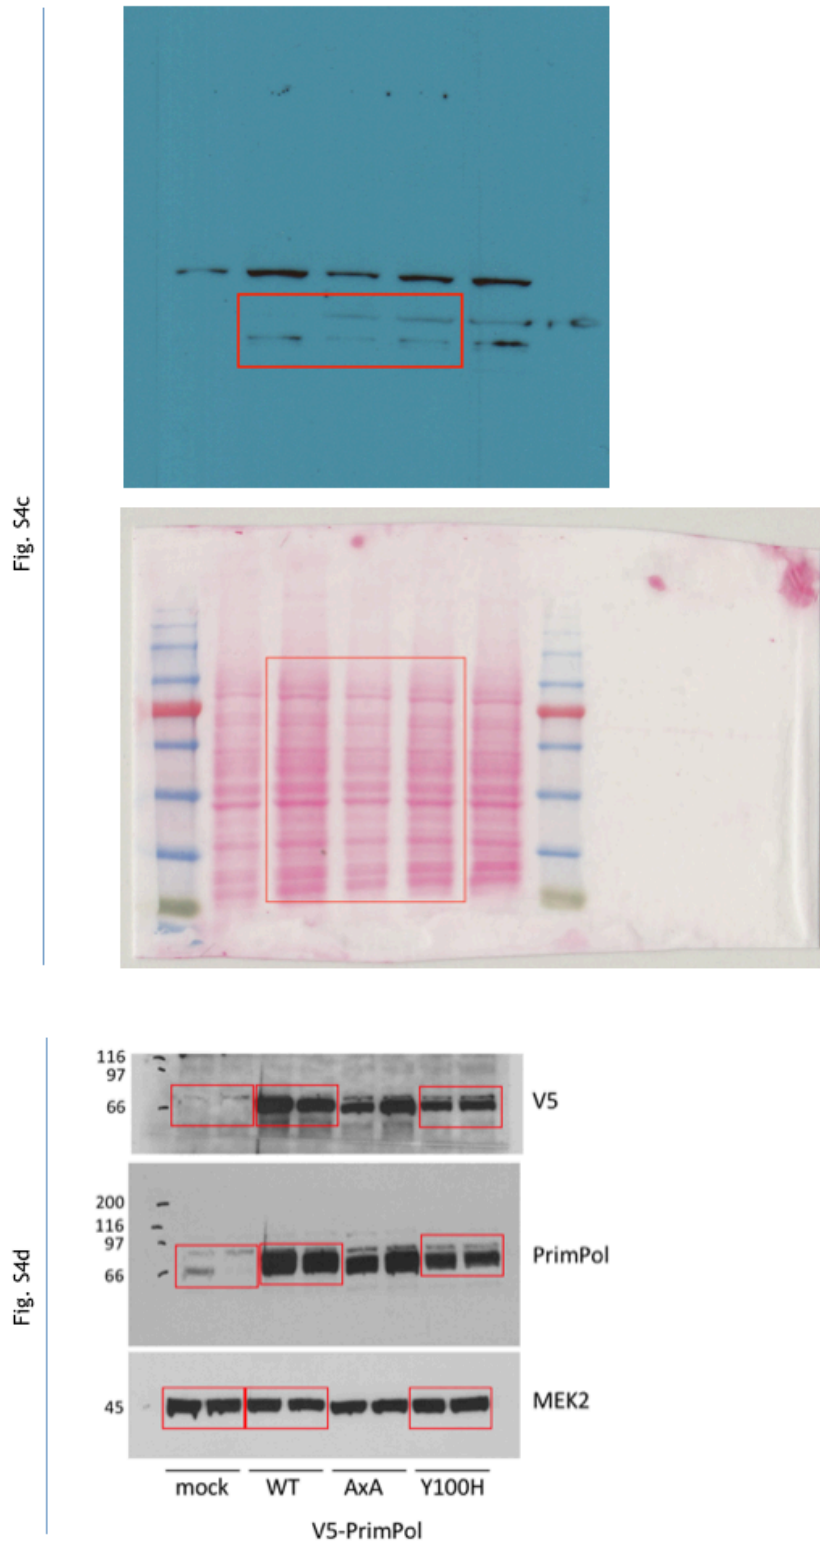 Fig. S4c
Fig. S4d
116
97
66
V5
200
116
97
66
PrimPol
45
MEK2
mock WT AxA Y100H
V5-PrimPol